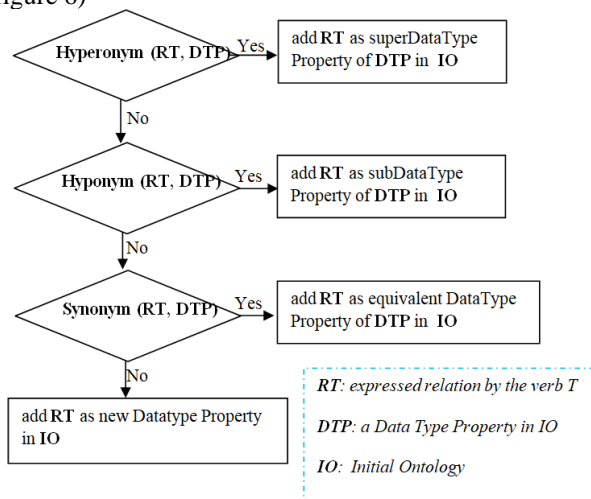 Hyperonym (RT, DTP)
Yes
add RT as superDataType
Property of DTP in IO
No
Hyponym (RT, DTP)
Yes
add RT as subDataType
Property of DTP in IO
No
Synonym (RT, DTP)
Yes
add RT as equivalent DataType
Property of DTP in IO
No
add RT as new Datatype Property
in IO
RT: expressed relation by the verb T
DTP: a Data Type Property in IO
IO: Initial Ontology